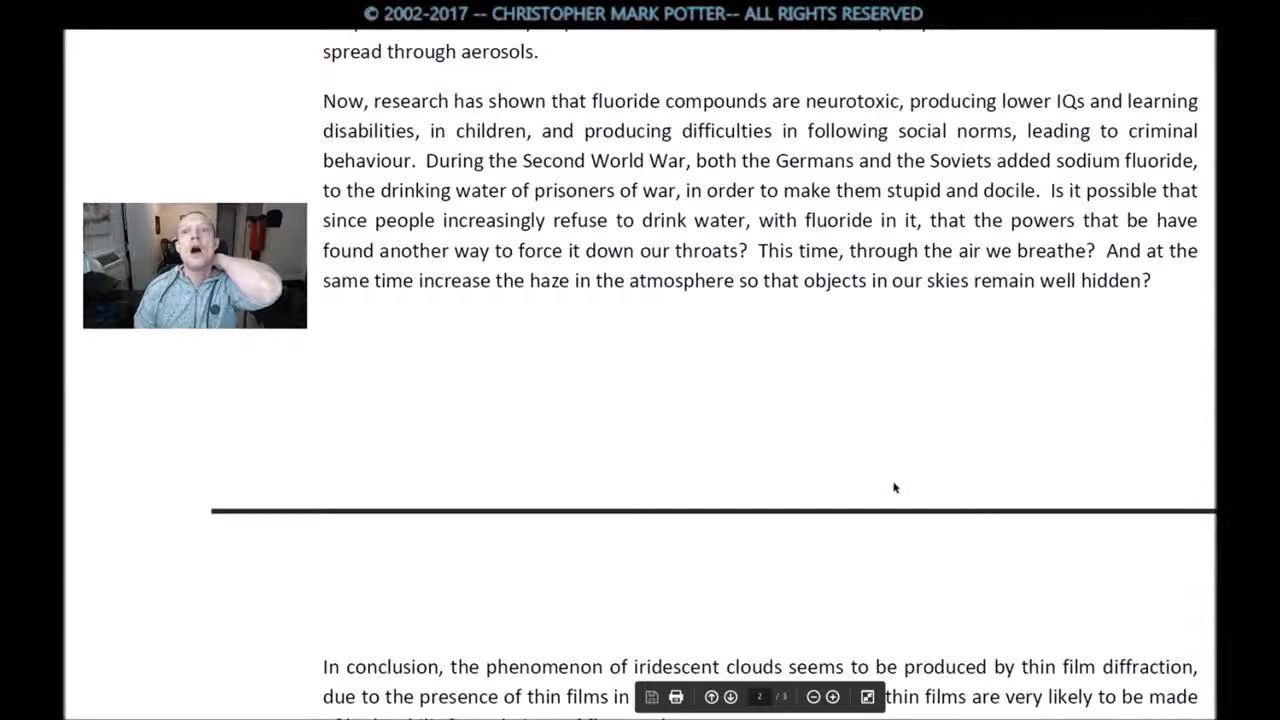 © 2002-2017 -- CHRISTOPHER MARK POTTER-- ALL RIGHTS RESERVED
spread through aerosols.
Now, research has shown that fluoride compounds are neurotoxic, producing lower IQs and learning
disabilities, in children, and producing difficulties in following social norms, leading to criminal
behaviour. During the Second World War, both the Germans and the Soviets added sodium fluoride,
to the drinking water of prisoners of war, in order to make them stupid and docile. Is it possible that
since people increasingly refuse to drink water, with fluoride in it, that the powers that be have
found another way to force it down our throats? This time, through the air we breathe? And at the
same time increase the haze in the atmosphere so that objects in our skies remain well hidden?
In conclusion, the phenomenon of iridescent clouds seems to be produced by thin film diffraction,
due to the presence of thin films in
thin films are very likely to be made
2 / 3